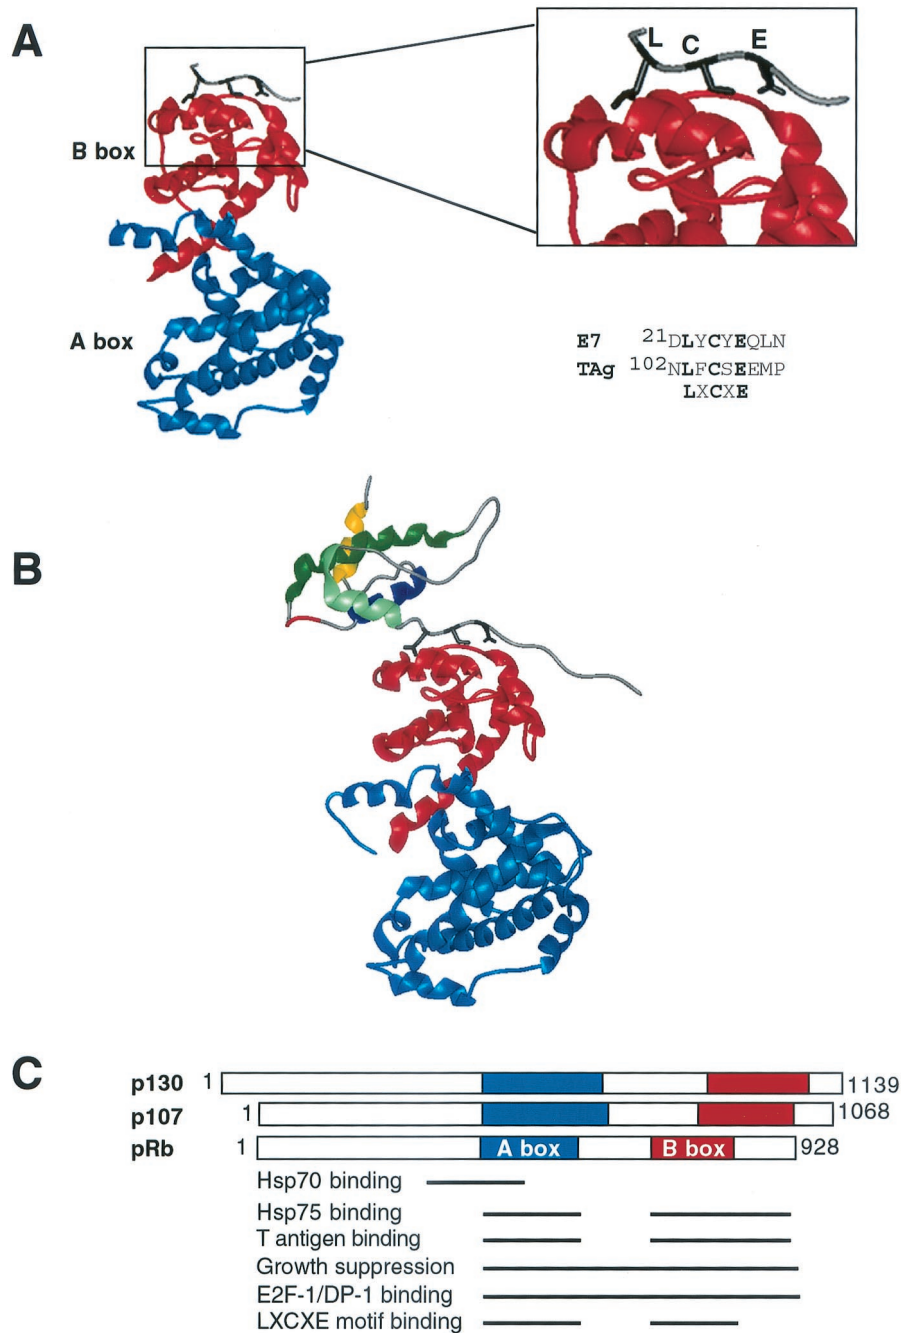 A
L C E
B box
A box
E7 21DLYCYEQLN
TAg 102NLFCSEEMP
LXCXE
B
C
p130 1 1139
p107 1 1068
pRb 1 A box B box 928
Hsp70 binding
Hsp75 binding
T antigen binding
Growth suppression
E2F-1/DP-1 binding
LXCXE motif binding